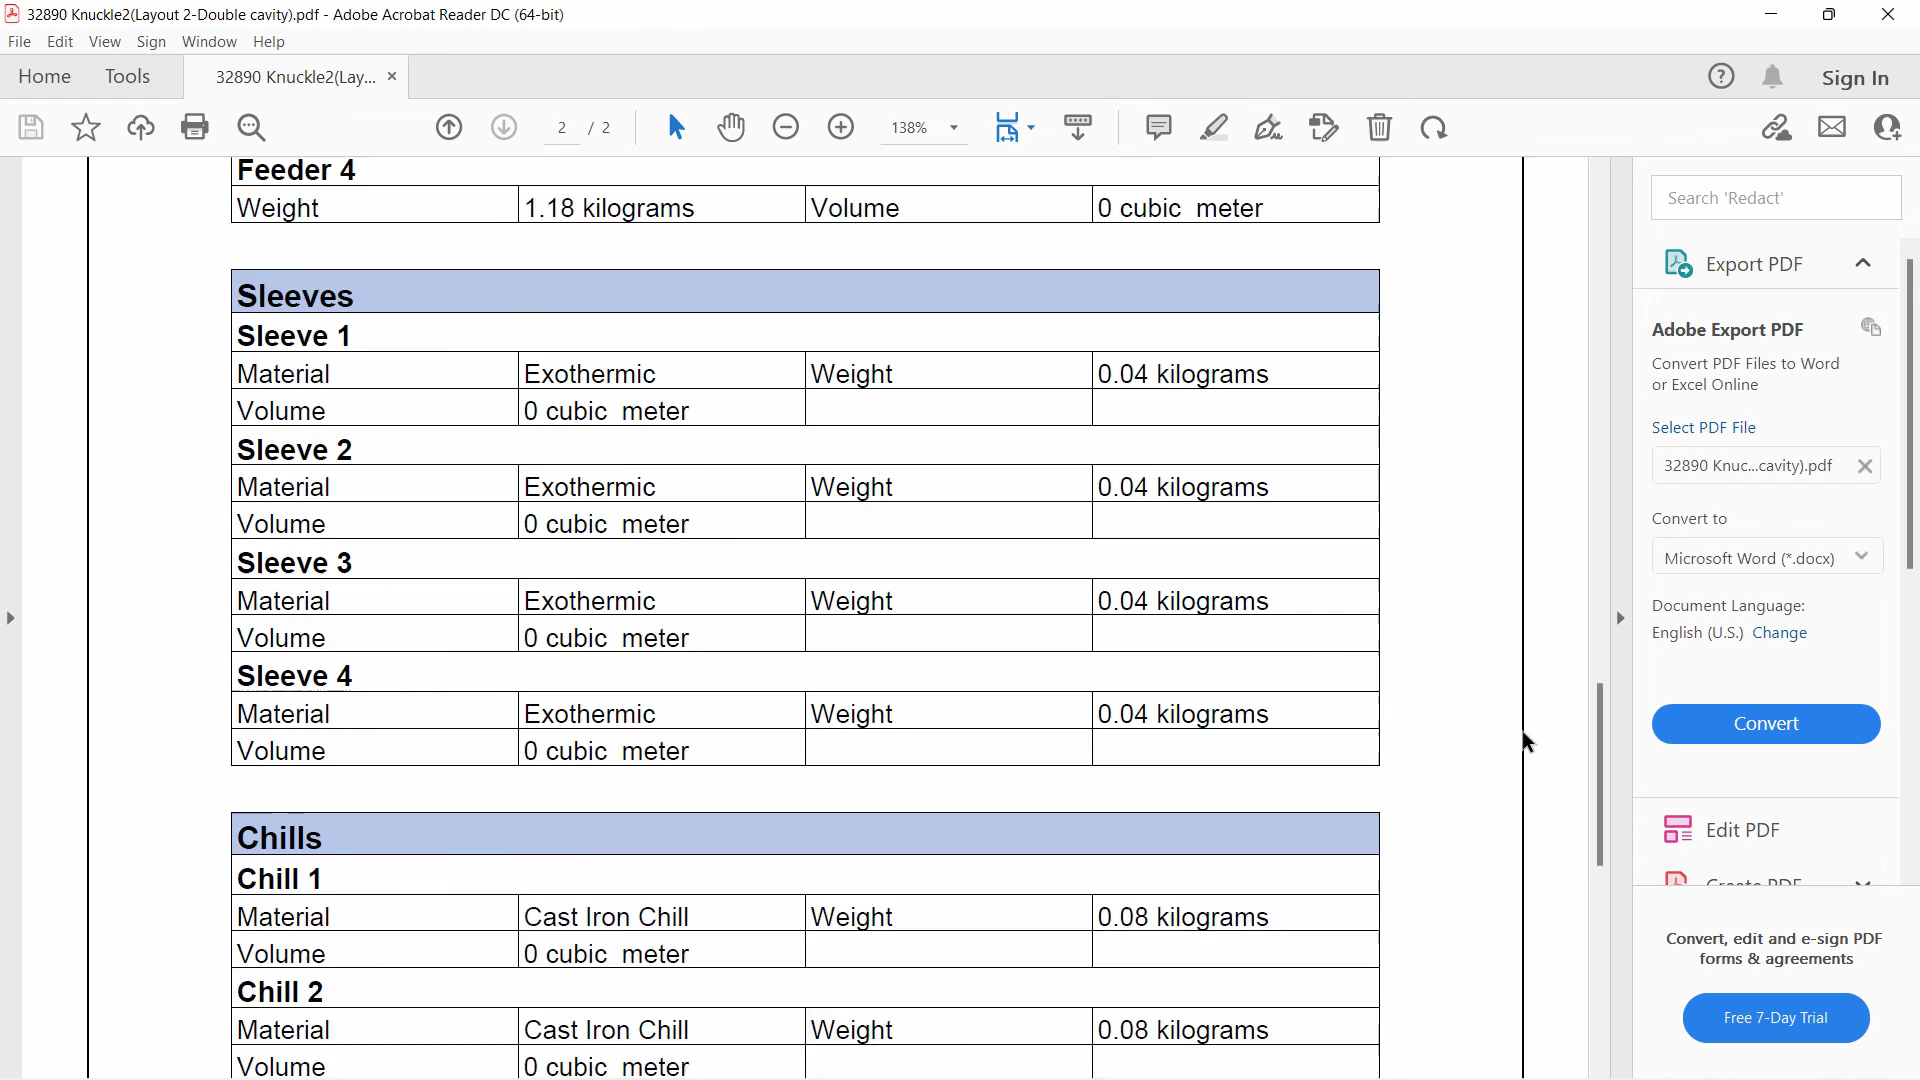 32890 Knuckle2(Layout 2-Double cavity).pdf - Adobe Acrobat Reader DC (64-bit)
File Edit View Sign Window Help
Home Tools 32890 Knuckle2(Lay... × Sign In
2 / 2 138%
Feeder 4
Weight 1.18 kilograms Volume 0 cubic meter
Sleeves
Sleeve 1
Material Exothermic Weight 0.04 kilograms
Volume 0 cubic meter
Sleeve 2
Material Exothermic Weight 0.04 kilograms
Volume 0 cubic meter
Sleeve 3
Material Exothermic Weight 0.04 kilograms
Volume 0 cubic meter
Sleeve 4
Material Exothermic Weight 0.04 kilograms
Volume 0 cubic meter
Chills
Chill 1
Material Cast Iron Chill Weight 0.08 kilograms
Volume 0 cubic meter
Chill 2
Material Cast Iron Chill Weight 0.08 kilograms
Volume 0 cubic meter
Search 'Redact'
Export PDF
Adobe Export PDF
Convert PDF Files to Word
or Excel Online
Select PDF File
32890 Knuc...cavity).pdf
Convert to
Microsoft Word (*.docx)
Document Language:
English (U.S.) Change
Convert
Edit PDF
Create PDF
Convert, edit and e-sign PDF
forms & agreements
Free 7-Day Trial